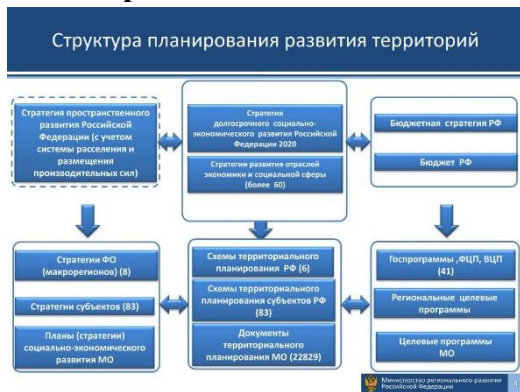 Структура планирования развития территорий
Стратегия пространственного
развития Российской
Федерации (с учетом
системы расселения и
размещения
производительных сил)
Стратегия
долгосрочного социально-
экономического развития Российской
Федерации 2020
Стратегии развития отраслей
экономики и социальной сферы
(более 60)
Бюджетная стратегия РФ
Бюджет РФ
Стратегии ФО
(макрорегионов) (8)
Стратегии субъектов (83)
Планы (стратегии)
социально-экономического
развития МО
Схемы территориального
планирования РФ (6)
Схемы территориального
планирования субъектов РФ
(83)
Документы
территориального
планирования МО (22829)
Госпрограммы ,ФЦП, ВЦП
(41)
Региональные целевые
программы
Целевые программы
МО
Министерство регионального развития
Российской Федерации